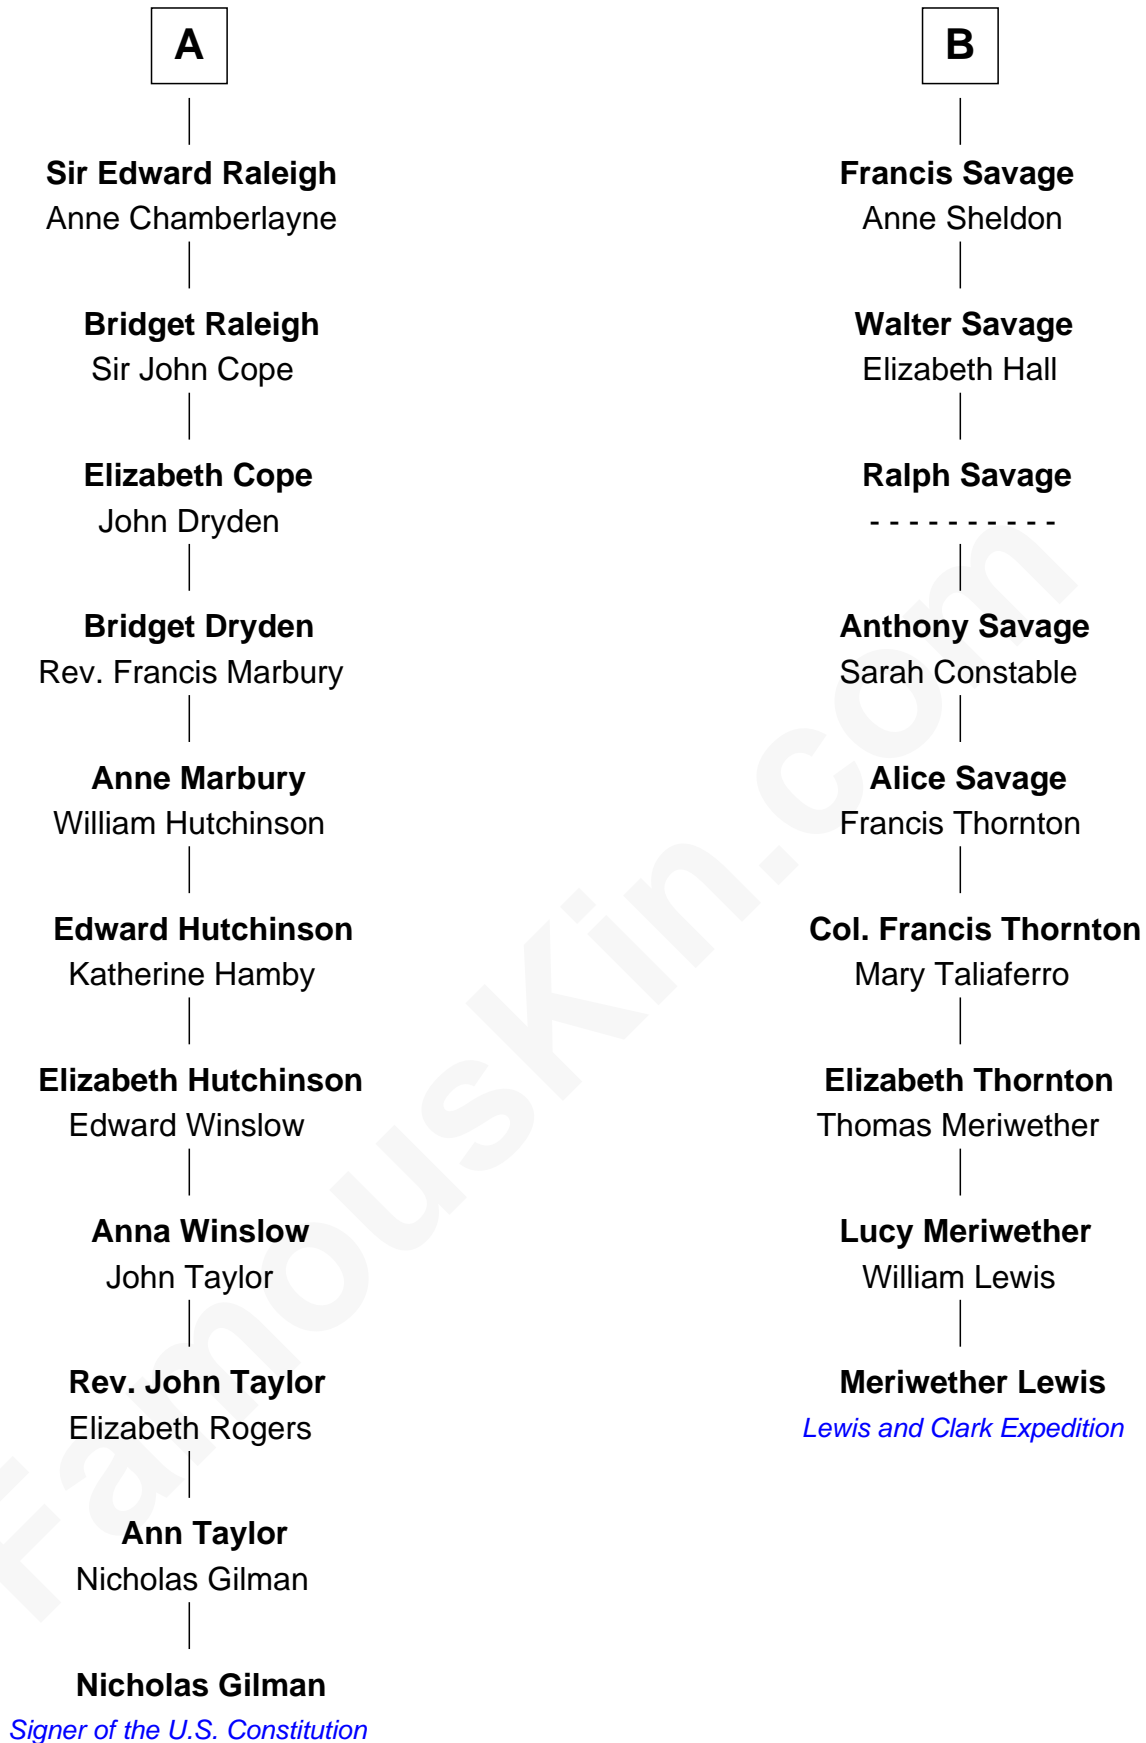 A
Sir Edward Raleigh
Anne Chamberlayne
Bridget Raleigh
Sir John Cope
Elizabeth Cope
John Dryden
Bridget Dryden
Rev. Francis Marbury
Anne Marbury
William Hutchinson
Edward Hutchinson
Katherine Hamby
Elizabeth Hutchinson
Edward Winslow
Anna Winslow
John Taylor
Rev. John Taylor
Elizabeth Rogers
Ann Taylor
Nicholas Gilman
Nicholas Gilman
Signer of the U.S. Constitution
B
Francis Savage
Anne Sheldon
Walter Savage
Elizabeth Hall
Ralph Savage
- - - - - - - - - -
Anthony Savage
Sarah Constable
Alice Savage
Francis Thornton
Col. Francis Thornton
Mary Taliaferro
Elizabeth Thornton
Thomas Meriwether
Lucy Meriwether
William Lewis
Meriwether Lewis
Lewis and Clark Expedition
FamousKin.com